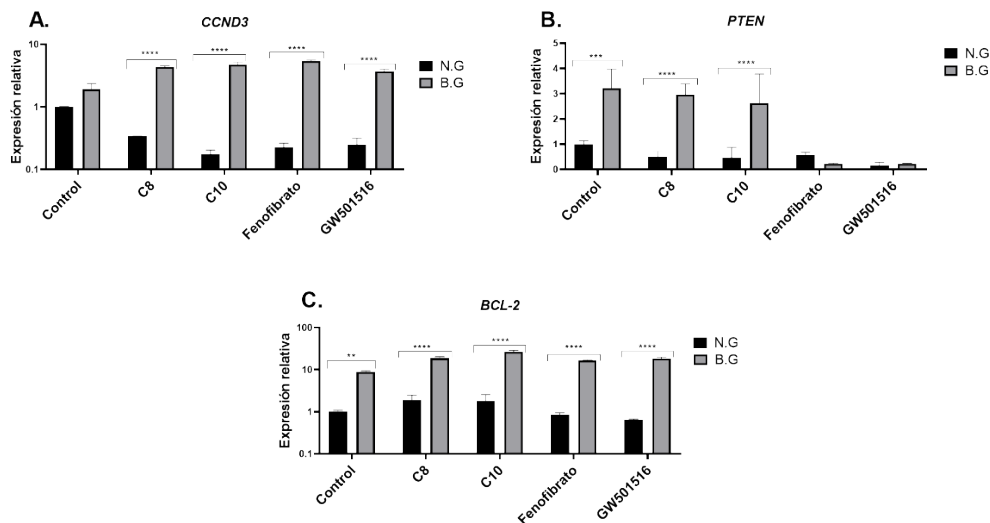 A.
CCND3
Expresión relativa
10
1
0.1
****
****
****
****
N.G
B.G
Control
C8
C10
Fenofibrato
GW501516
B.
PTEN
Expresión relativa
5
4
3
2
1
0
***
****
****
N.G
B.G
Control
C8
C10
Fenofibrato
GW501516
C.
BCL-2
Expresión relativa
100
10
1
0.1
**
****
****
****
****
N.G
B.G
Control
C8
C10
Fenofibrato
GW501516